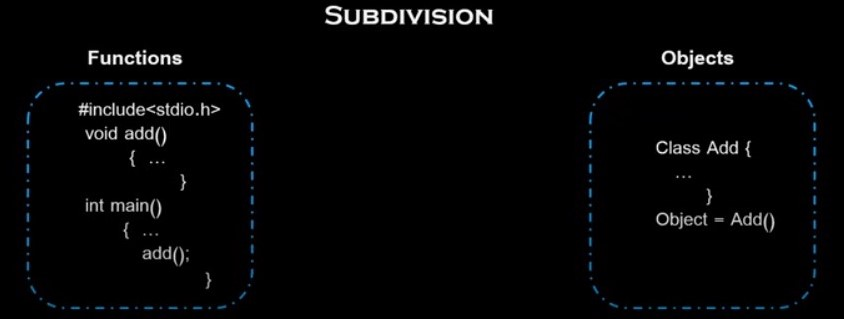 SUBDIVISION
Functions
#include<stdio.h>
void add()
{ ...
}
int main()
{ ...
add();
}
Objects
Class Add {
...
}
Object = Add()